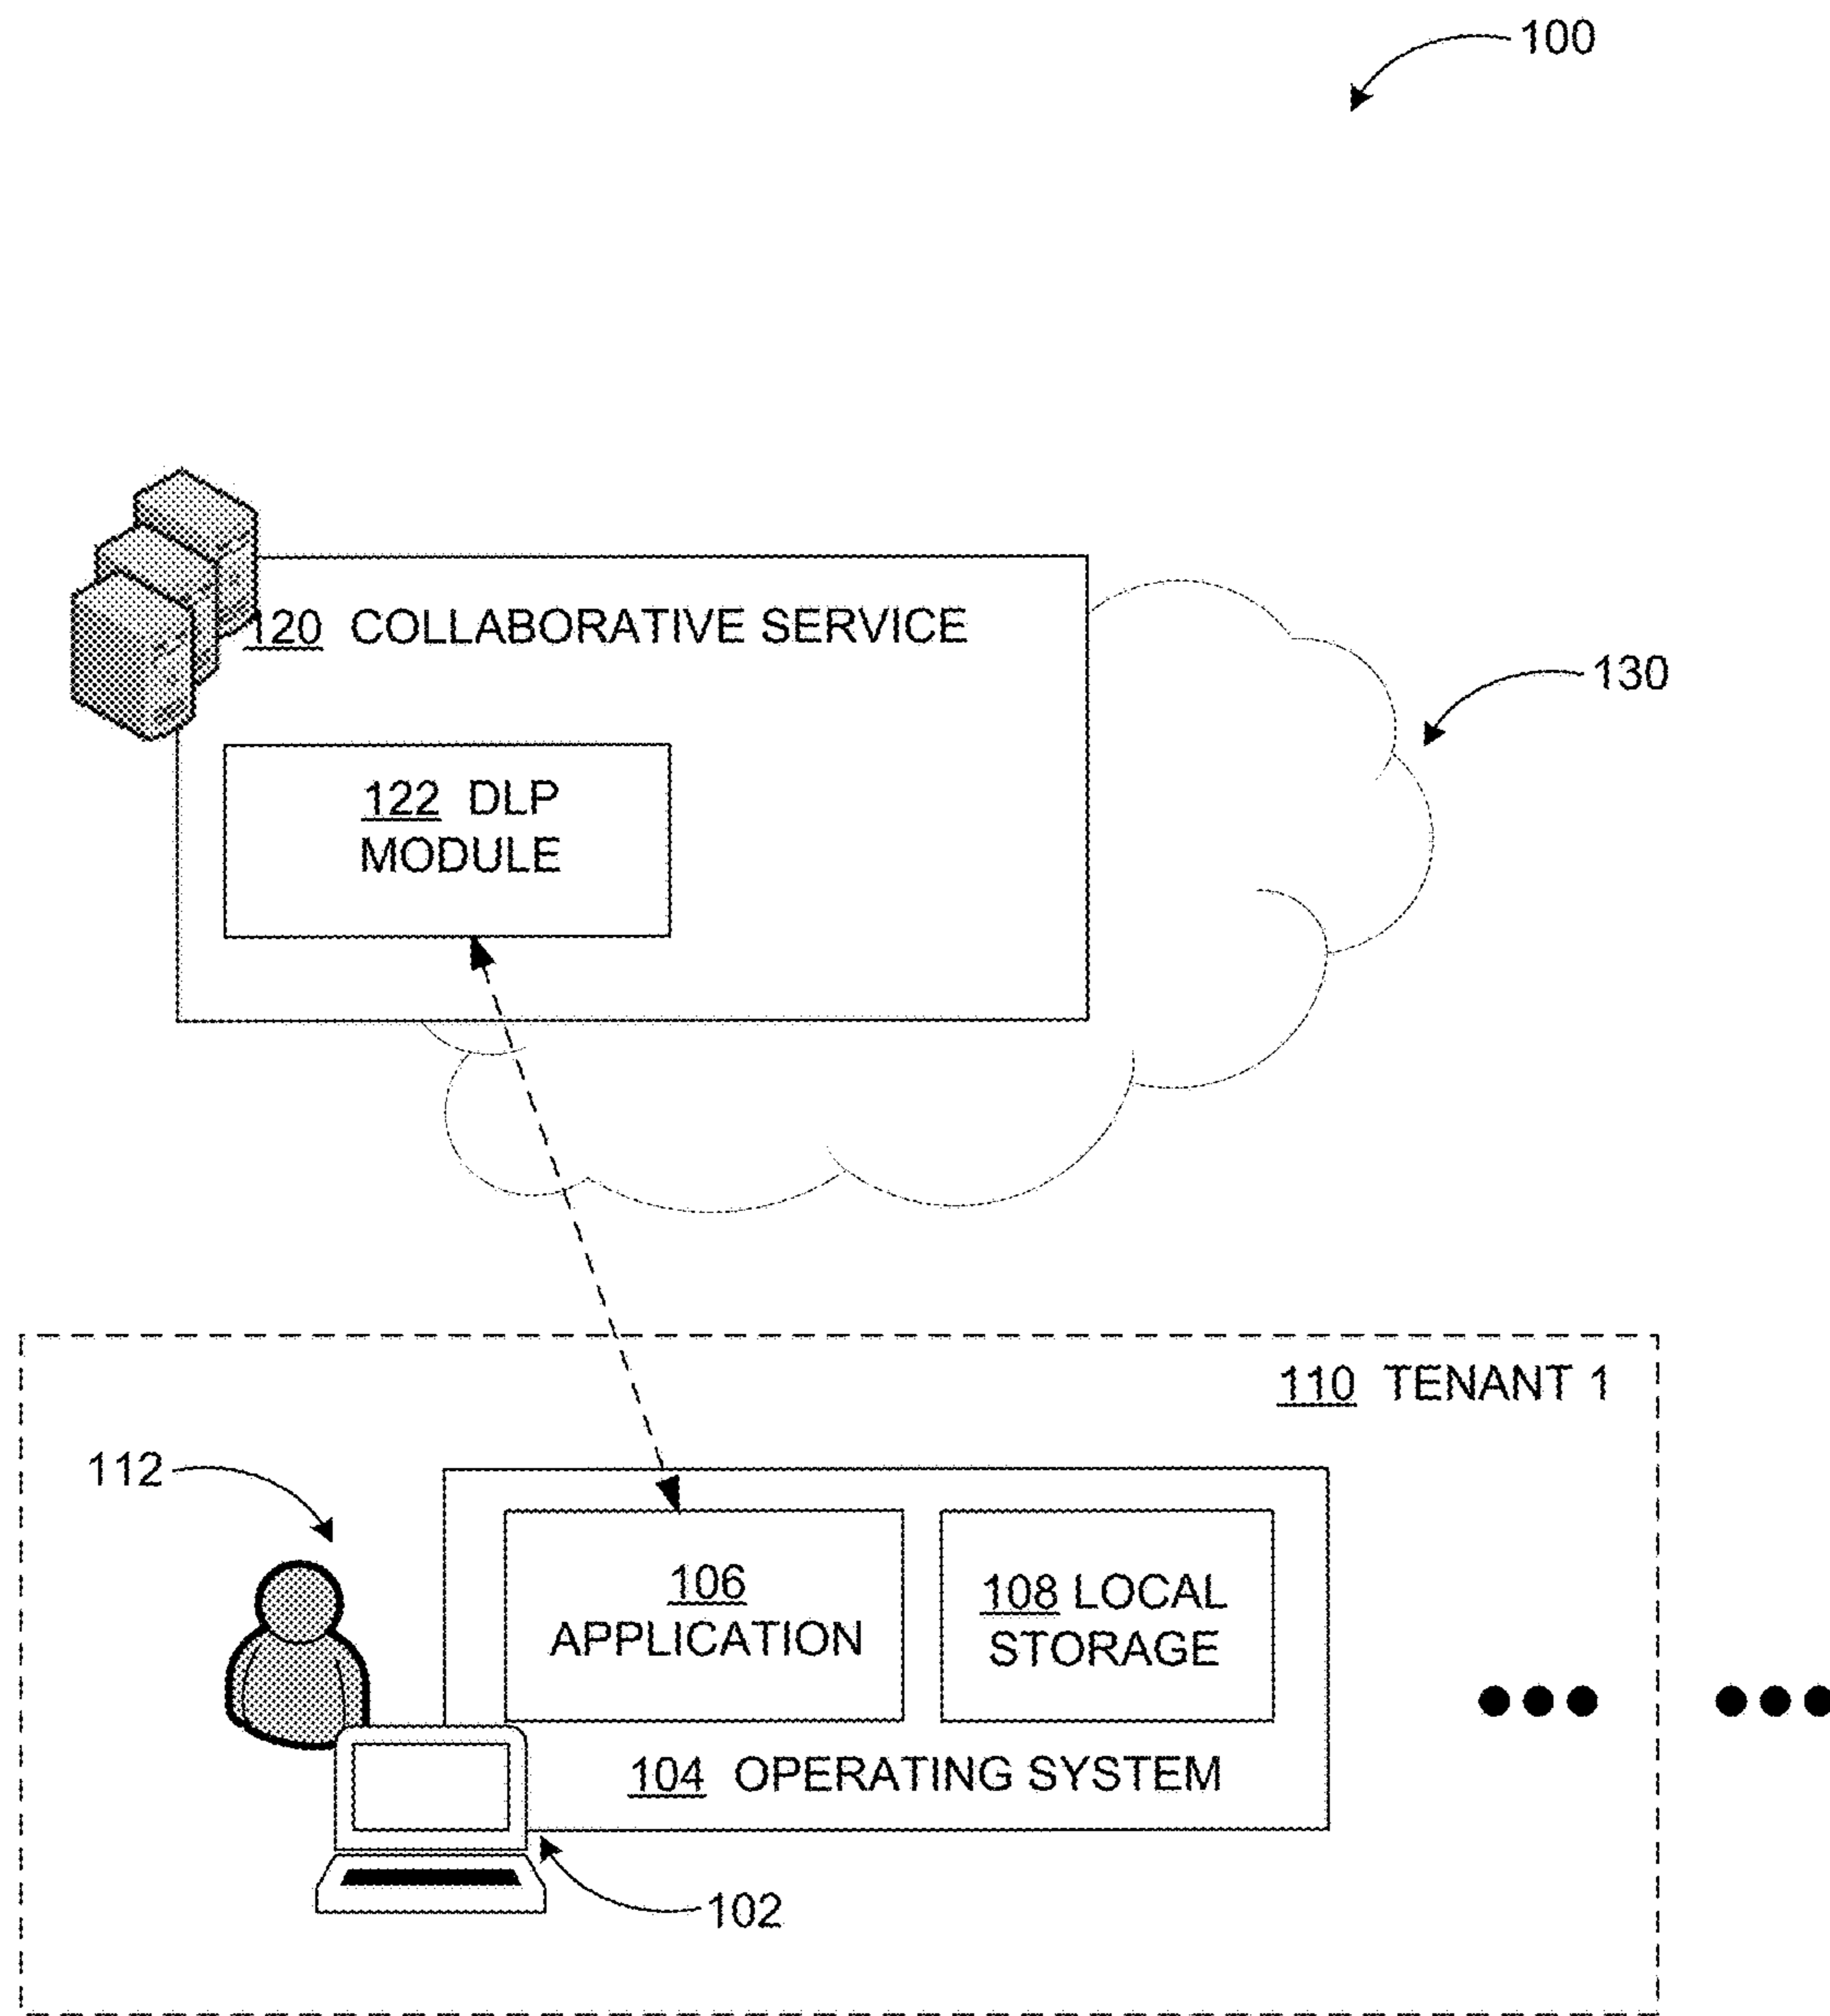 100
120 COLLABORATIVE SERVICE
130
122 DLP
MODULE
110 TENANT 1
112
106
APPLICATION
108 LOCAL
STORAGE
104 OPERATING SYSTEM
102